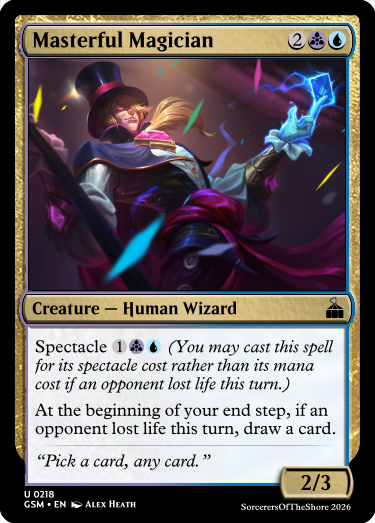 Masterful Magician 2
Creature — Human Wizard
Spectacle 1 (You may cast this spell
for its spectacle cost rather than its mana
cost if an opponent lost life this turn.)
At the beginning of your end step, if an
opponent lost life this turn, draw a card.
“Pick a card, any card.”
2/3
U 0218
GSM • EN Alex Heath
SorcerersOfTheShore 2026